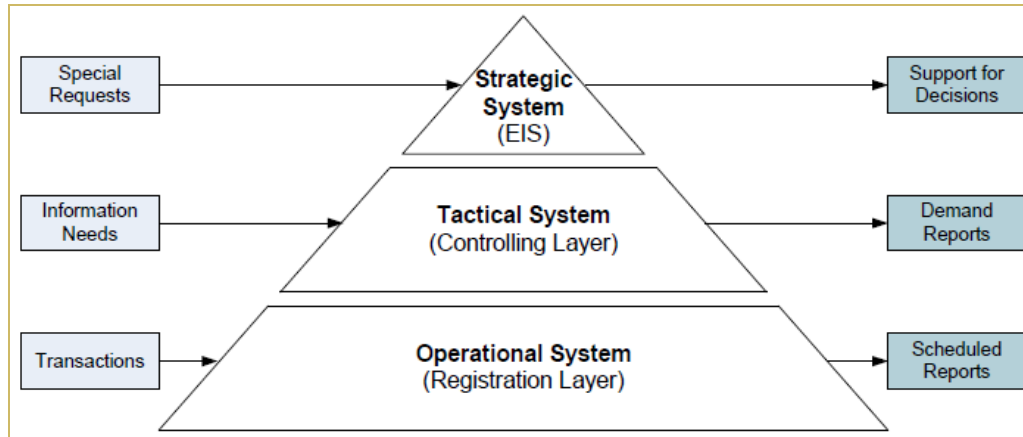 Special
Requests
Strategic
System
(EIS)
Support for
Decisions
Information
Needs
Tactical System
(Controlling Layer)
Demand
Reports
Transactions
Operational System
(Registration Layer)
Scheduled
Reports